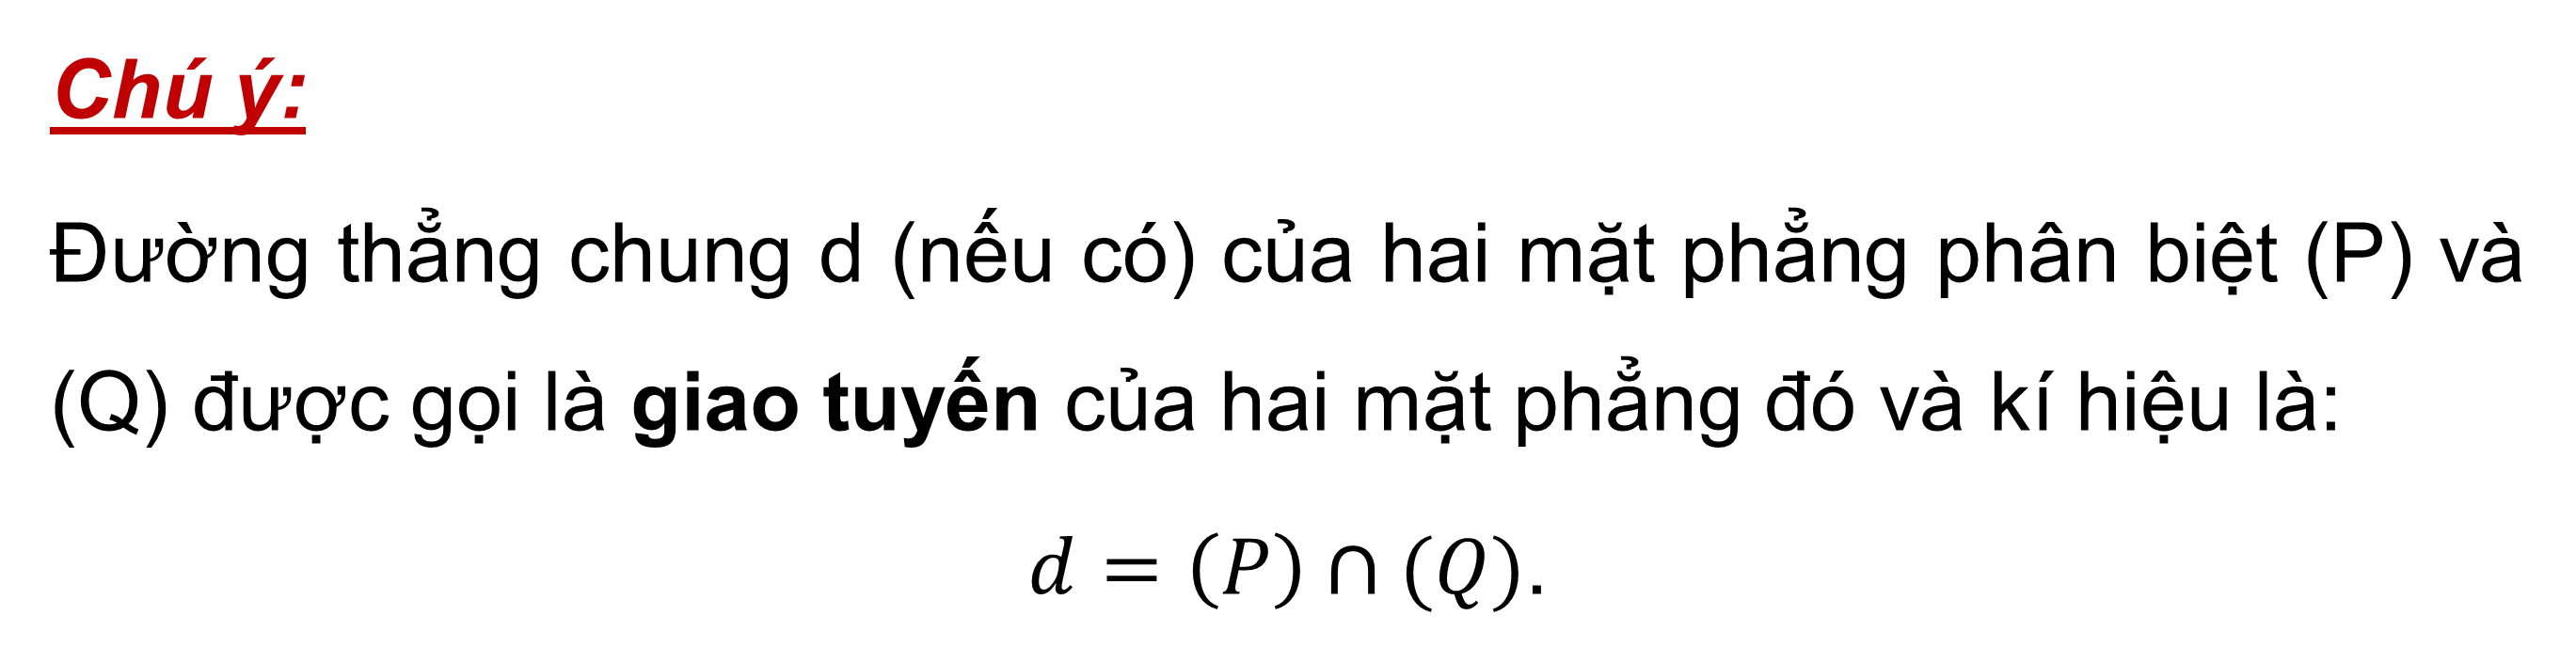 Chú ý:
Đường thẳng chung d (nếu có) của hai mặt phẳng phân biệt (P) và
(Q) được gọi là giao tuyến của hai mặt phẳng đó và kí hiệu là:
d = (P) ∩ (Q).